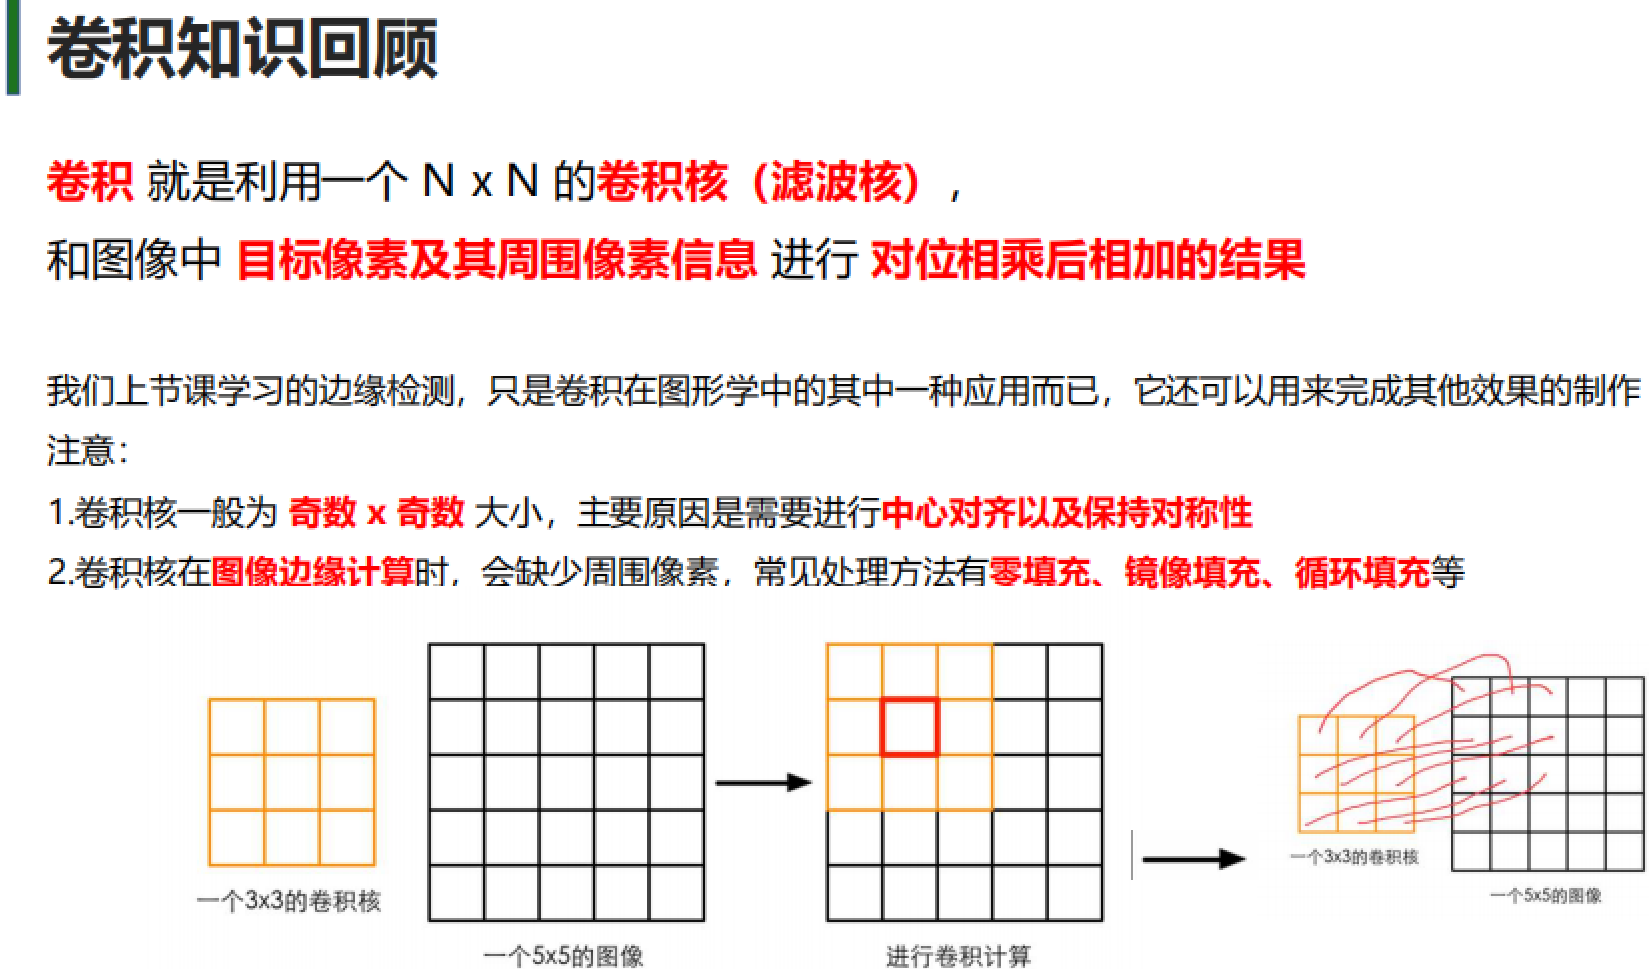 卷积知识回顾
卷积 就是利用一个 N x N 的卷积核（滤波核），
和图像中 目标像素及其周围像素信息 进行 对位相乘后相加的结果
我们上节课学习的边缘检测，只是卷积在图形学中的其中一种应用而已，它还可以用来完成其他效果的制作
注意：
1.卷积核一般为 奇数 x 奇数 大小，主要原因是需要进行中心对齐以及保持对称性
2.卷积核在图像边缘计算时，会缺少周围像素，常见处理方法有零填充、镜像填充、循环填充等
一个3x3的卷积核
一个5x5的图像
进行卷积计算
一个3x3的卷积核
一个5x5的图像